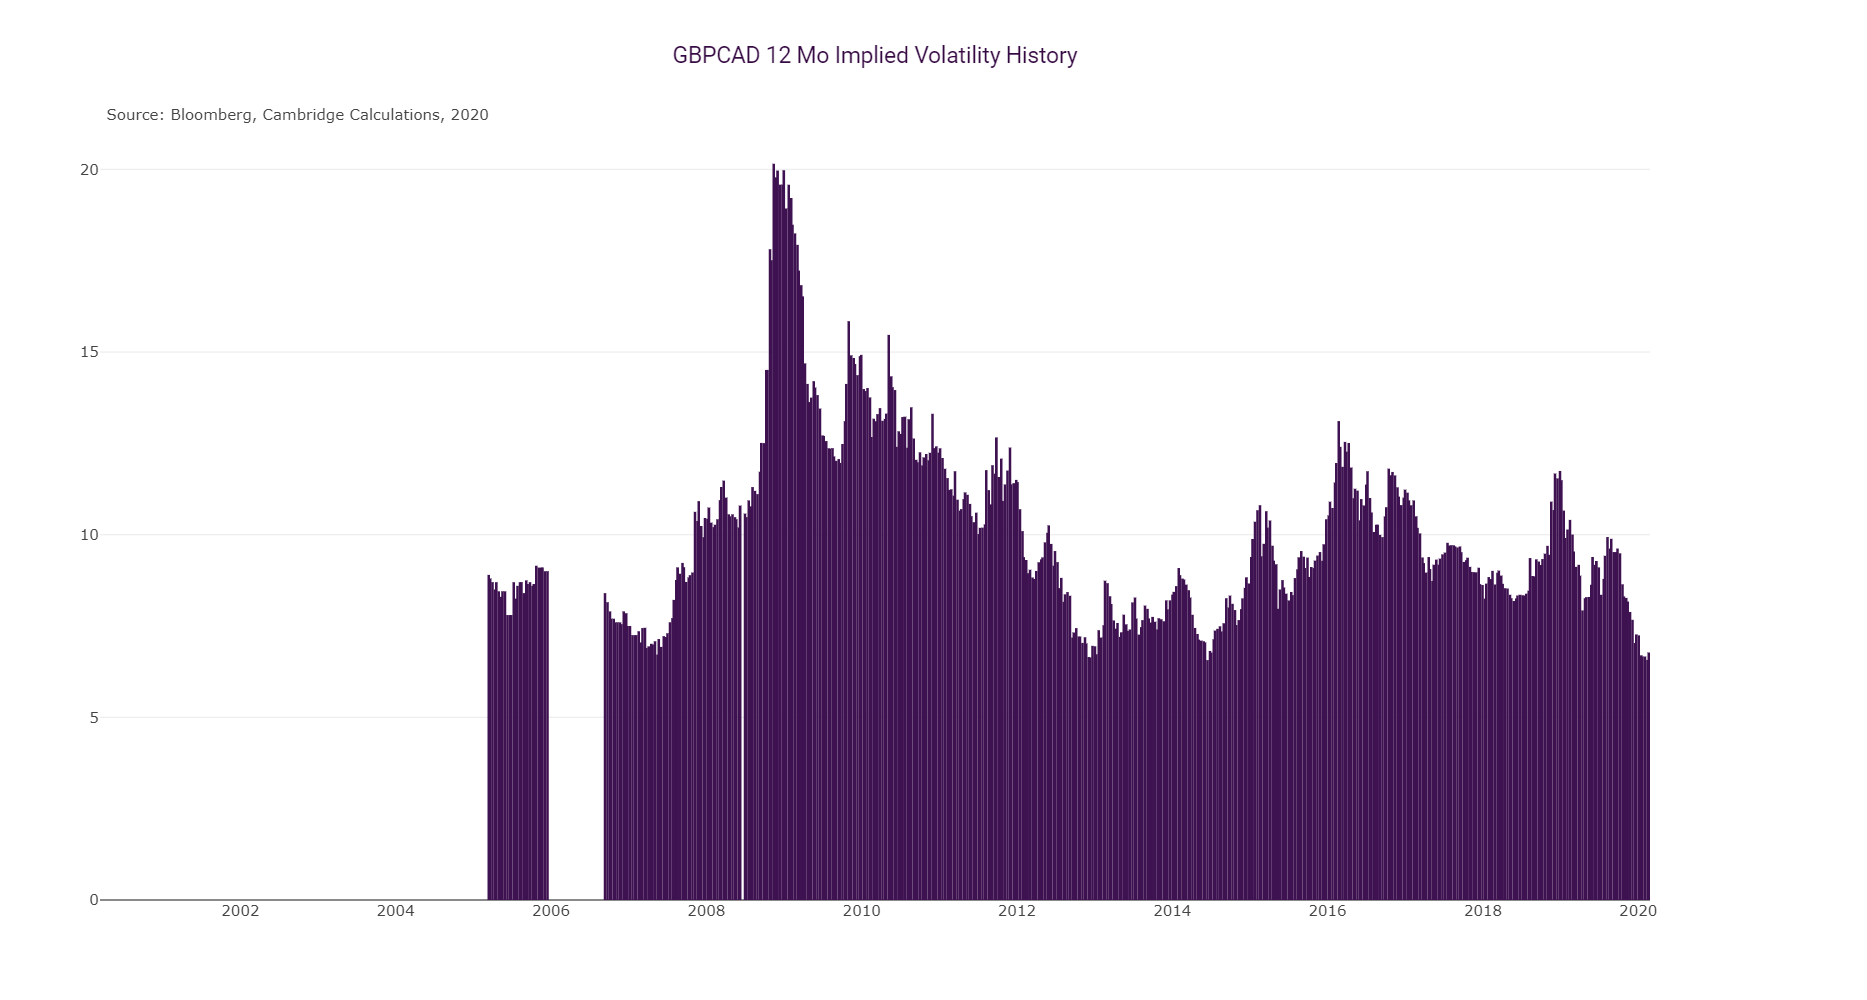 GBPCAD 12 Mo Implied Volatility History
Source: Bloomberg, Cambridge Calculations, 2020
20
15
10
5
0
2002 2004 2006 2008 2010 2012 2014 2016 2018 2020